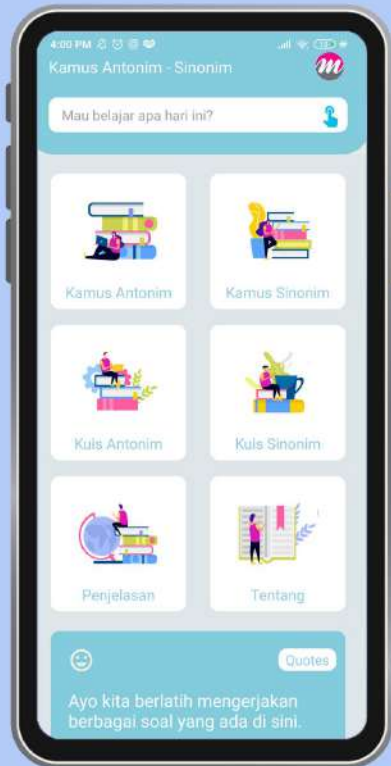 4:00 PM
Kamus Antonim - Sinonim
m
Mau belajar apa hari ini?
Kamus Antonim
Kamus Sinonim
Kuis Antonim
Kuis Sinonim
Penjelasan
Tentang
Quotes
Ayo kita berlatih mengerjakan
berbagai soal yang ada di sini.